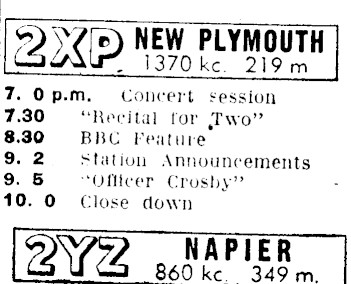 2XP NEW PLYMOUTH
1370 kc. 219 m
7. 0 p.m. Concert session
7.30 "Recital for Two"
8.30 BBC Feature
9. 2 Station Announcements
9. 5 "Officer Crosby"
10. 0 Close down
2YZ NAPIER
860 kc. 349 m.